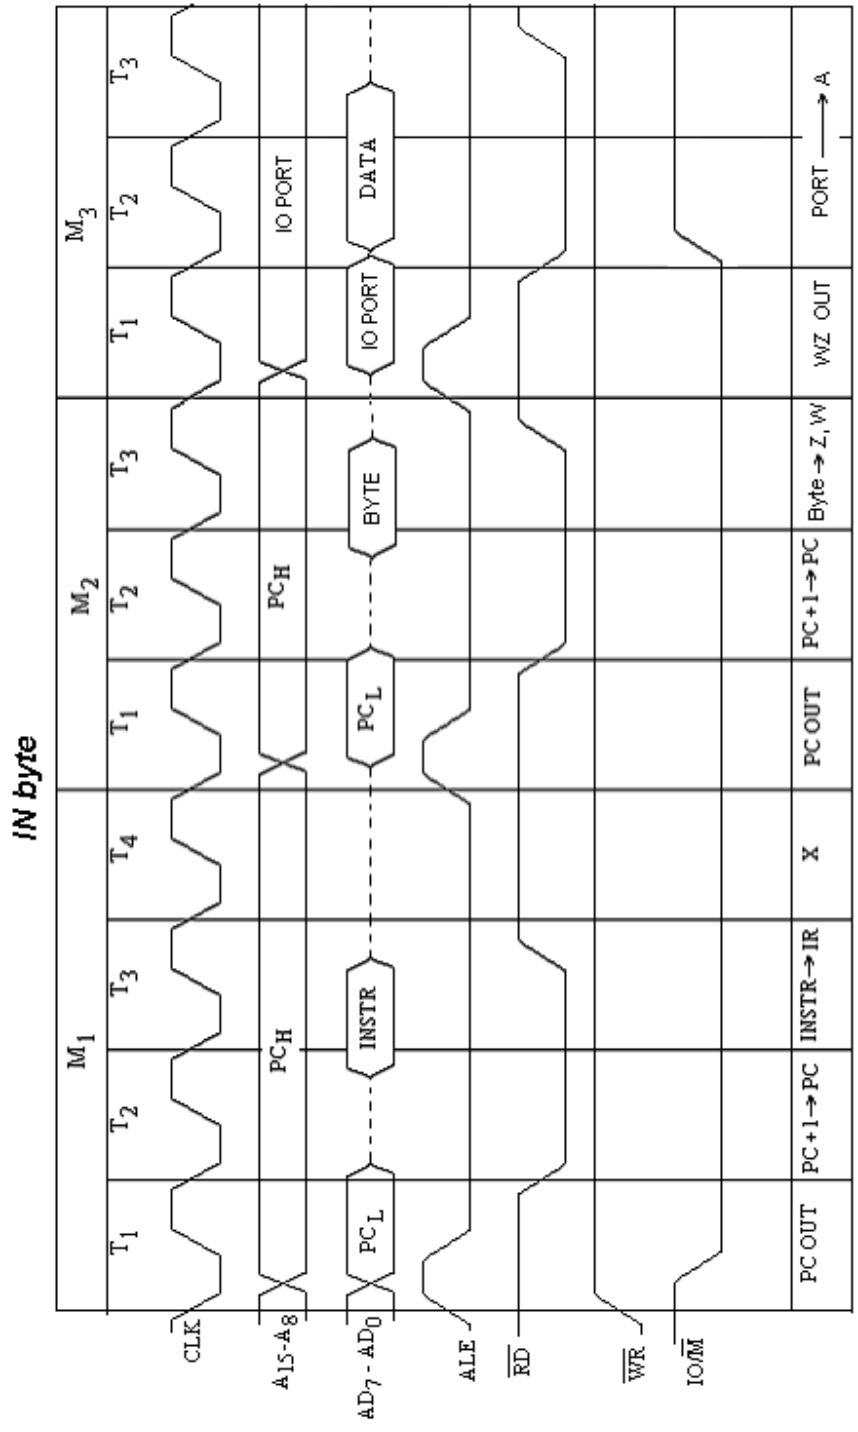 IN byte
M1 M2 M3
T1 T2 T3 T4 T1 T2 T3 T1 T2 T3
CLK
A15-A8 PCH PCH IO PORT
AD7 - AD0 PCL INSTR PCL BYTE IO PORT DATA
ALE
RD
WR
IO/M
PC OUT PC+1→PC INSTR→IR X PC OUT PC+1→PC Byte→Z,W WZ OUT PORT → A